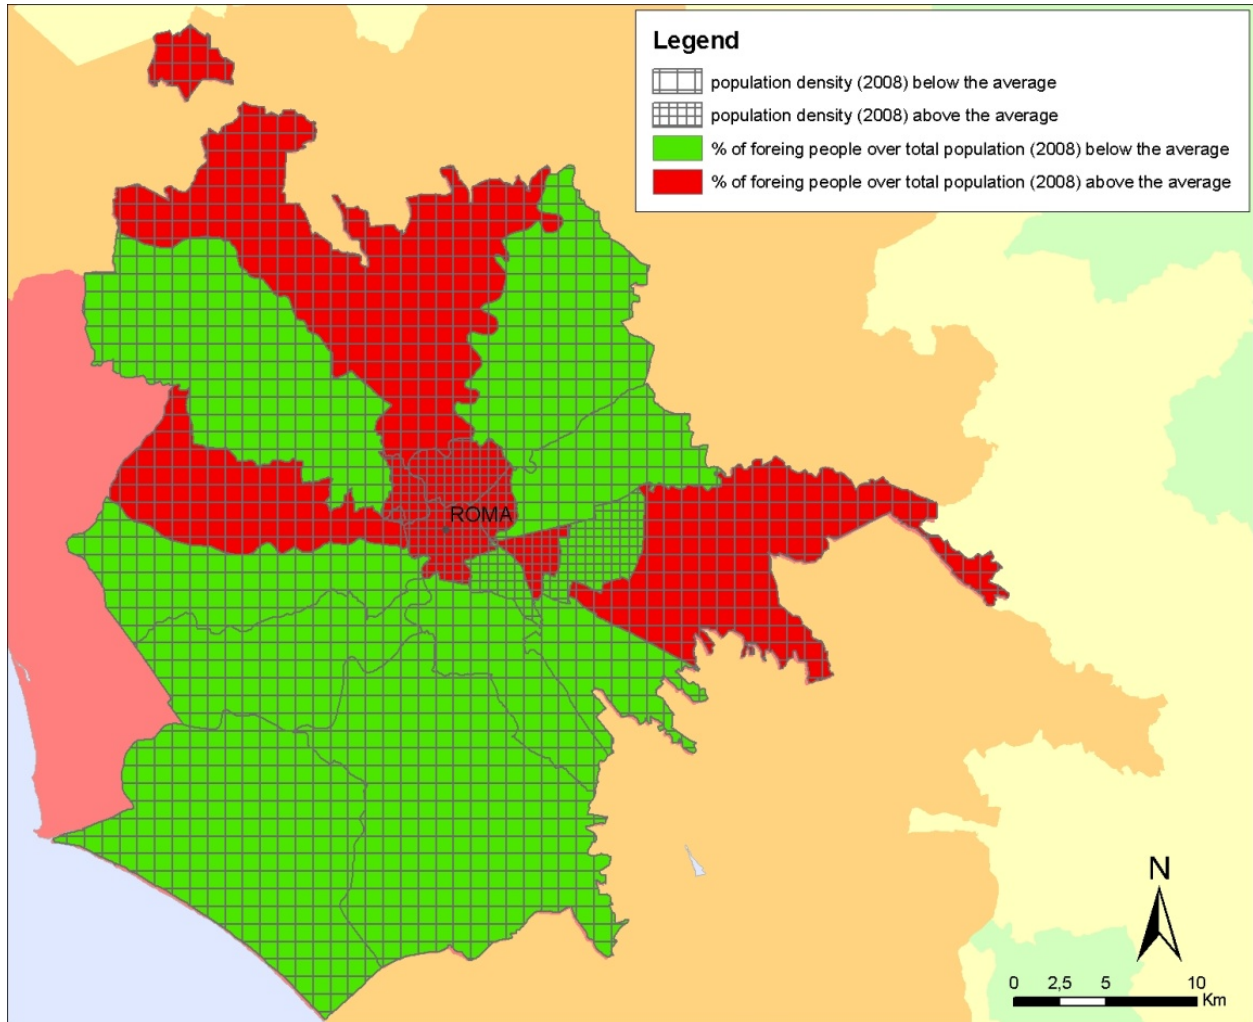 Legend
population density (2008) below the average
population density (2008) above the average
% of foreing people over total population (2008) below the average
% of foreing people over total population (2008) above the average
ROMA
N
0 2,5 5 10
Km